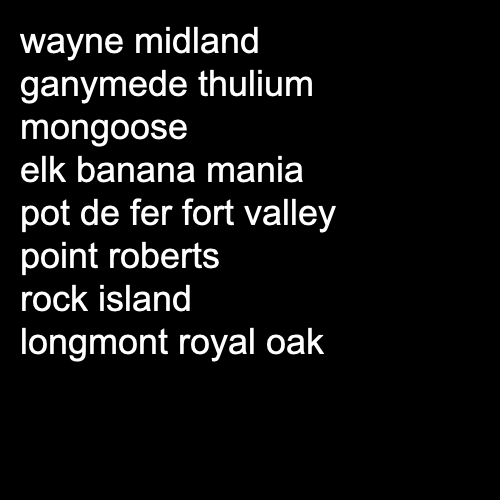 wayne midland
ganymede thulium
mongoose
elk banana mania
pot de fer fort valley
point roberts
rock island
longmont royal oak